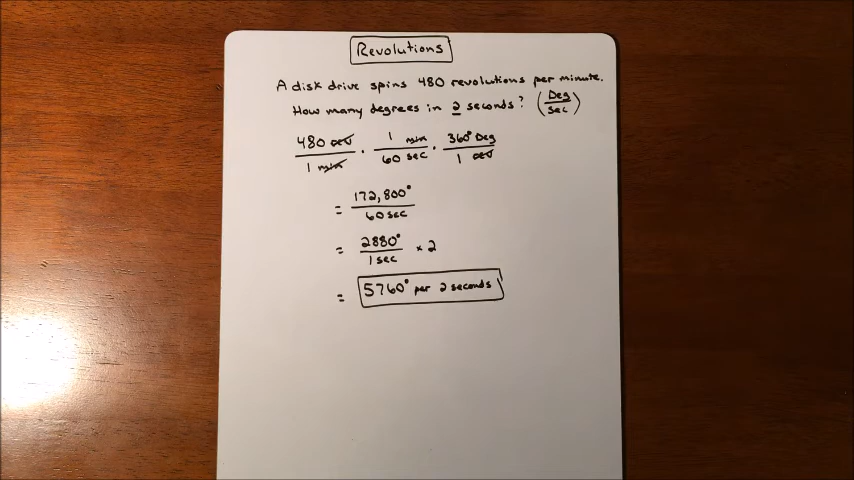 Revolutions
A disk drive spins 480 revolutions per minute.
How many degrees in 2 seconds? (Deg/Sec)
480 rev/1 min · 1 min/60 sec · 360° Deg/1 rev
= 172,800°/60 sec
= 2880°/1 sec × 2
= 5760° per 2 seconds